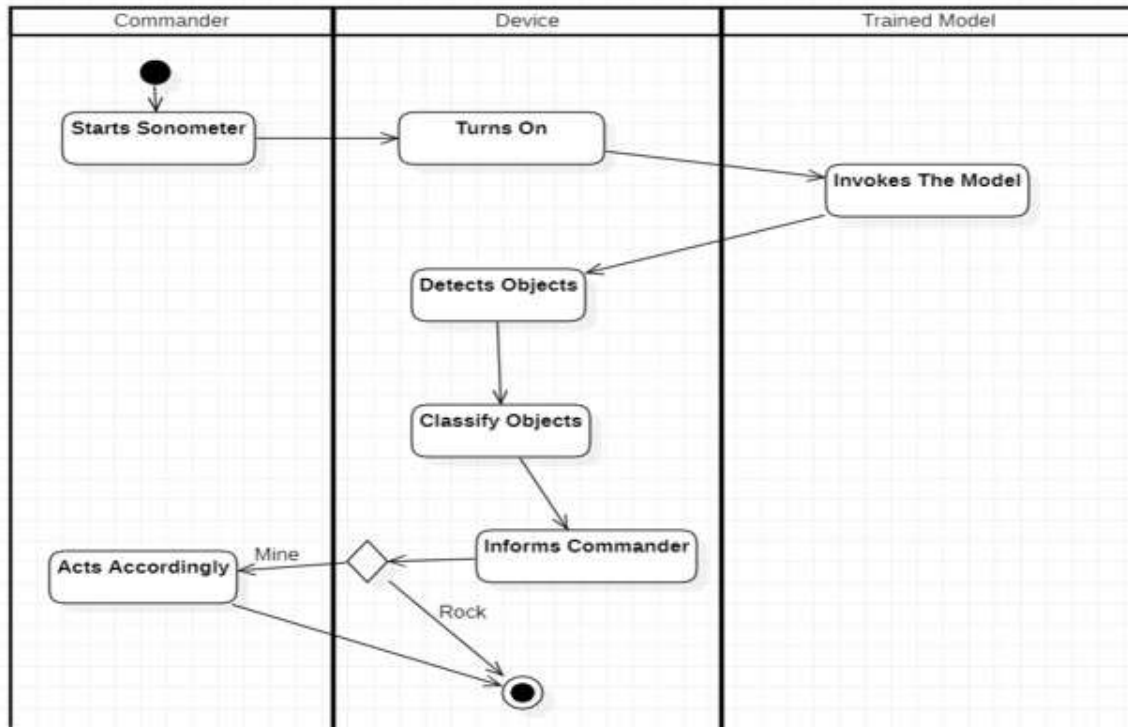 Commander
Device
Trained Model
Starts Sonometer
Turns On
Invokes The Model
Detects Objects
Classify Objects
Informs Commander
Mine
Acts Accordingly
Rock